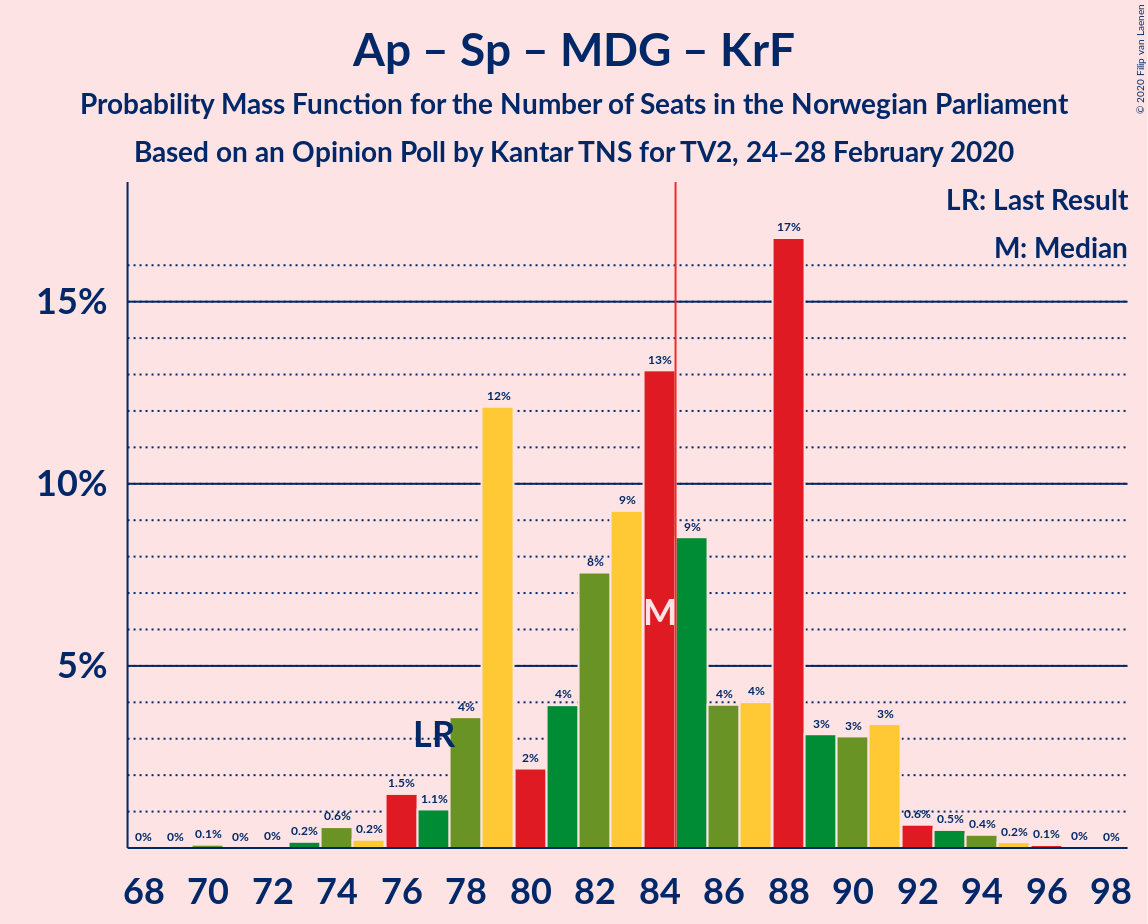 Ap – Sp – MDG – KrF
Probability Mass Function for the Number of Seats in the Norwegian Parliament
Based on an Opinion Poll by Kantar TNS for TV2, 24–28 February 2020
© 2020 Filip van Laenen
LR: Last Result
M: Median
15%
10%
5%
0% 0% 0.1% 0% 0% 0.2% 0.6% 0.2% 1.5% 1.1% 4% 12% 2% 4% 8% 9% 13% 9% 4% 4% 17% 3% 3% 3% 0.6% 0.5% 0.4% 0.2% 0.1% 0% 0%
LR
M
68 70 72 74 76 78 80 82 84 86 88 90 92 94 96 98